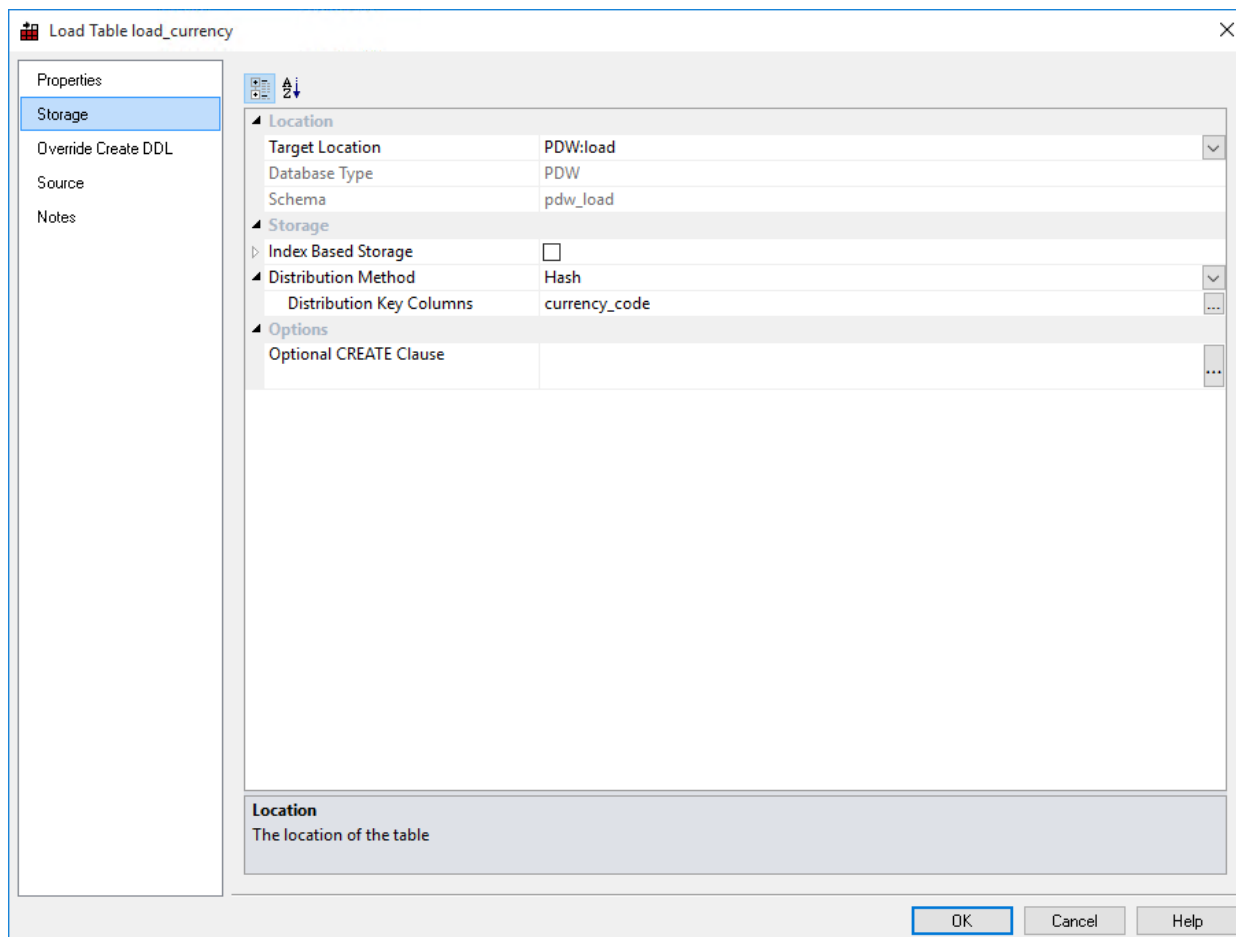 Load Table load_currency
Properties
Storage
Override Create DDL
Source
Notes
Location
Target Location PDW:load
Database Type PDW
Schema pdw_load
Storage
Index Based Storage
Distribution Method Hash
Distribution Key Columns currency_code
...
Options
Optional CREATE Clause
...
Location
The location of the table
OK Cancel Help